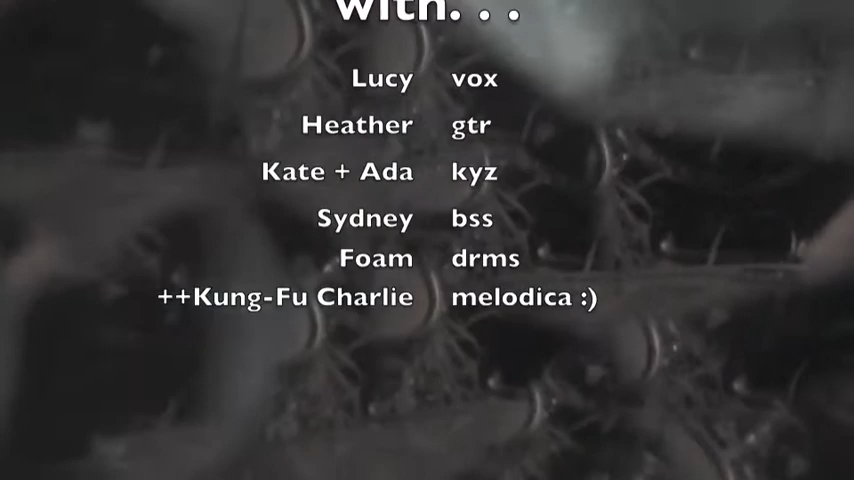 with. . .
Lucy vox
Heather gtr
Kate + Ada kyz
Sydney bss
Foam drms
++Kung-Fu Charlie melodica :)